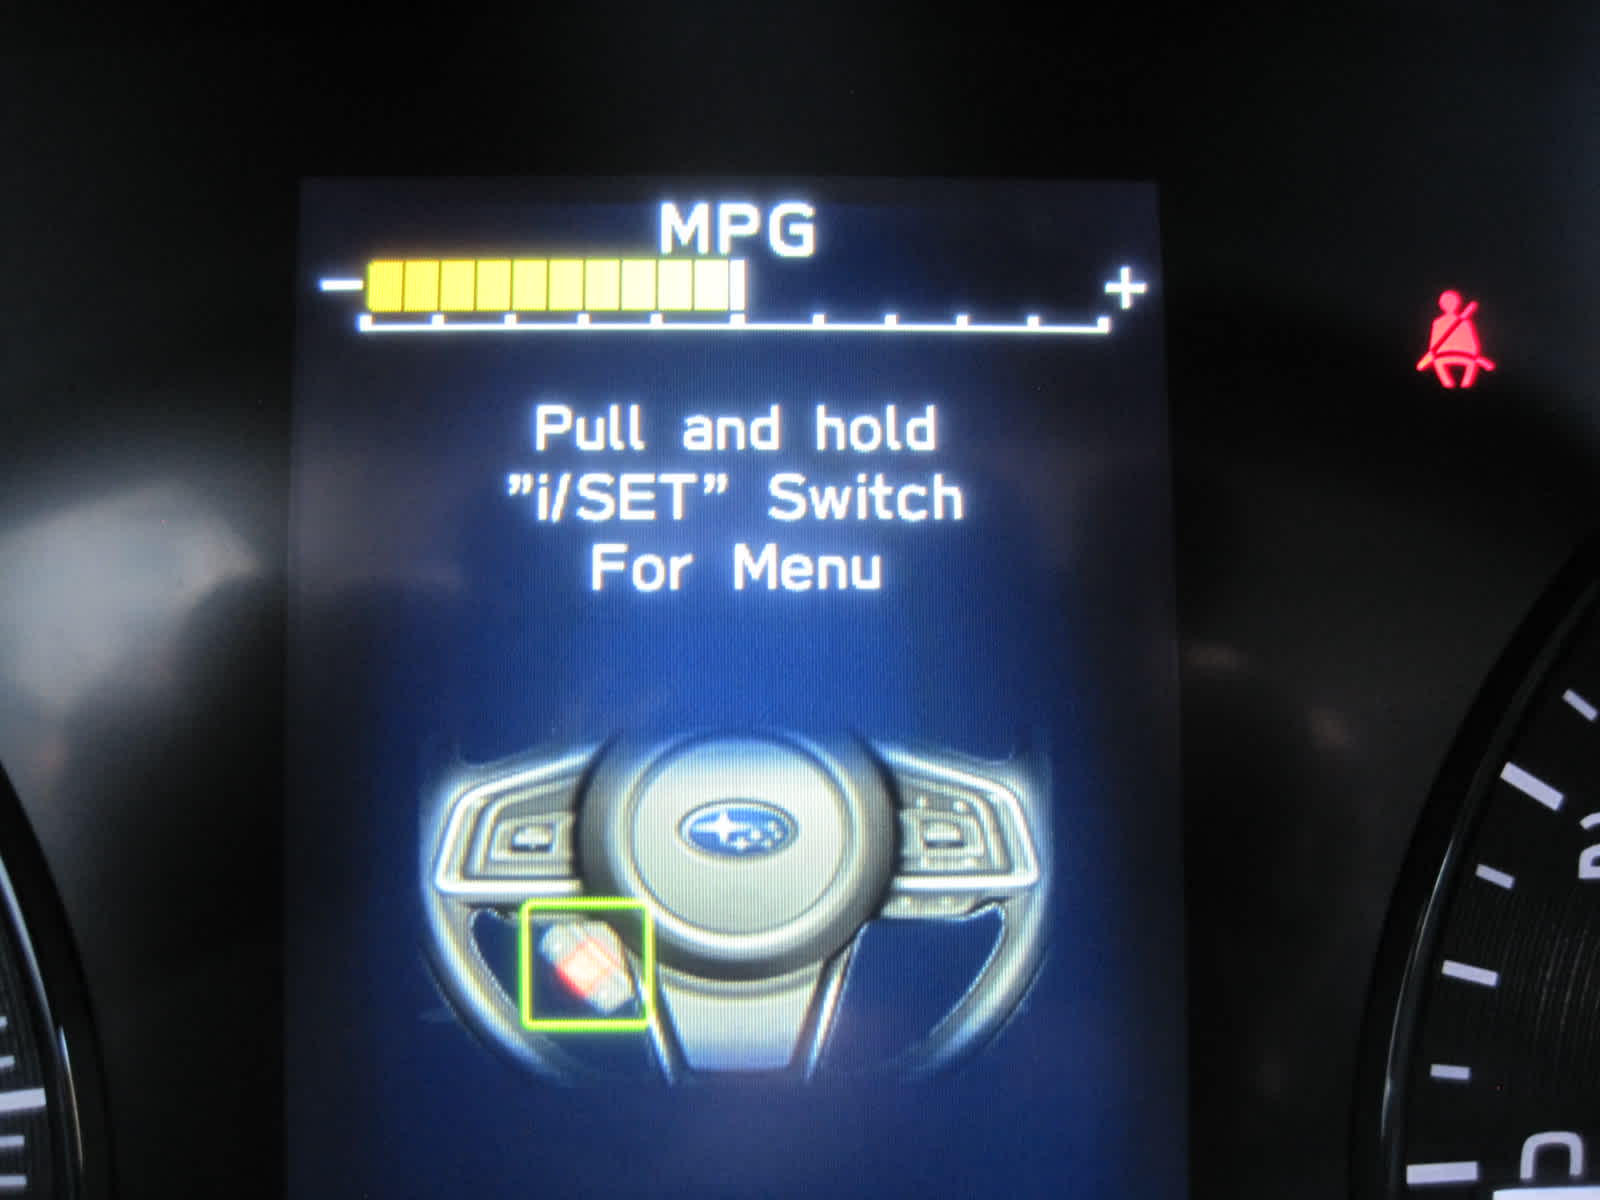 MPG
− +
Pull and hold
”i/SET” Switch
For Menu